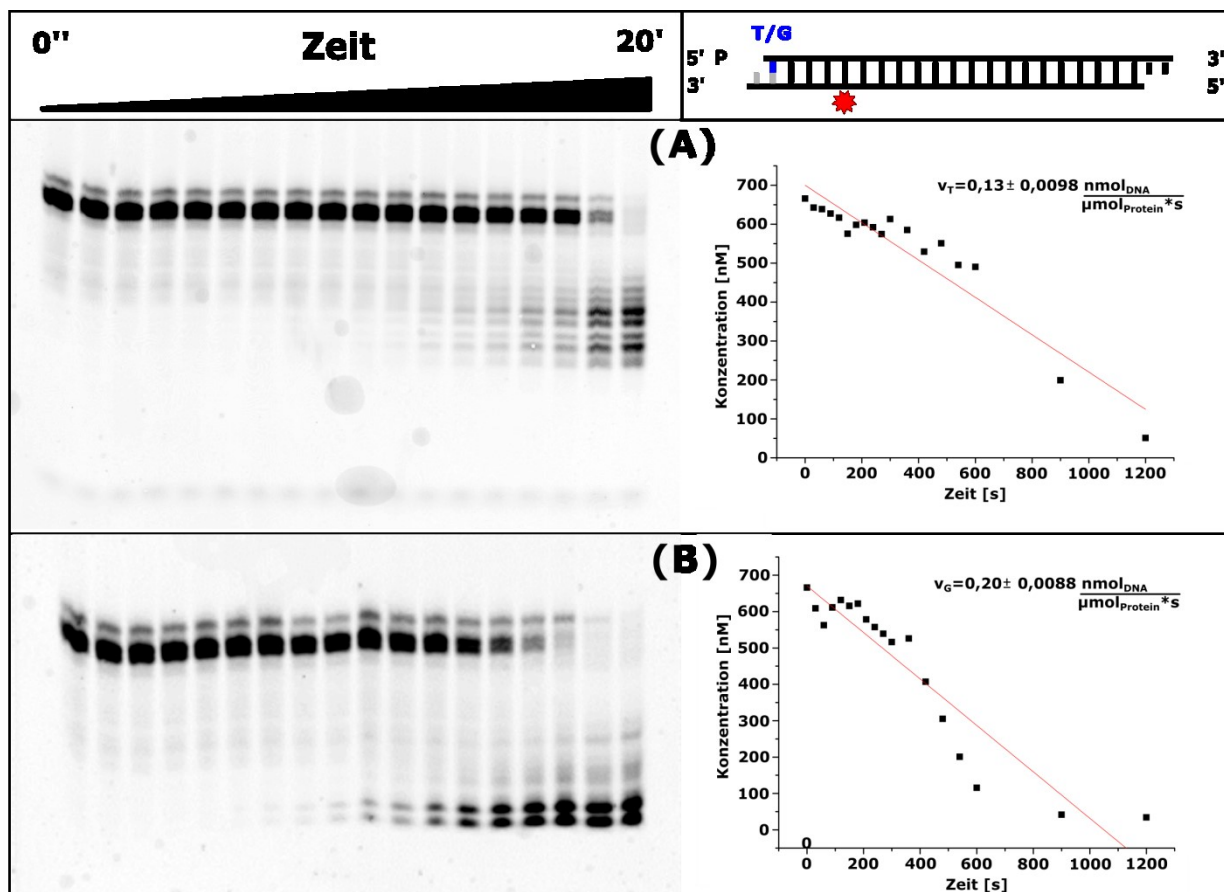 0'' Zeit 20'
T/G
5' P 3'
3' 5'
(A)
v_T=0,13± 0,0098 nmol_DNA
µmol_Protein*s
700
600
500
400
300
200
100
0
Konzentration [nM]
0 200 400 600 800 1000 1200
Zeit [s]
(B)
v_G=0,20± 0,0088 nmol_DNA
µmol_Protein*s
700
600
500
400
300
200
100
0
Konzentration [nM]
0
0 200 400 600 800 1000 1200
Zeit [s]